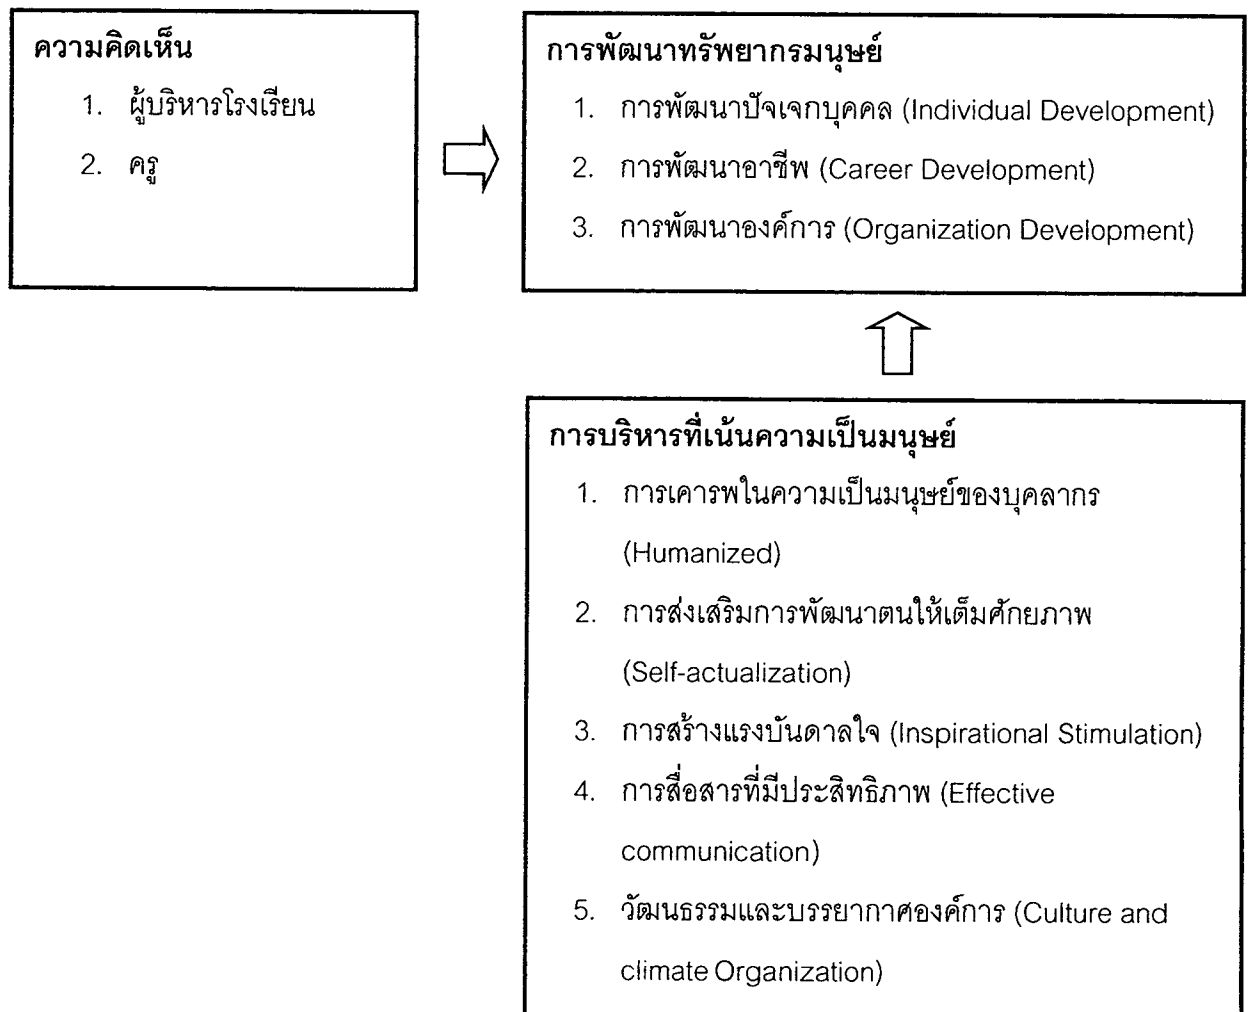 ความคิดเห็น
1. ผู้บริหารโรงเรียน
2. ครู
การพัฒนาทรัพยากรมนุษย์
1. การพัฒนาปัจเจกบุคคล (Individual Development)
2. การพัฒนาอาชีพ (Career Development)
3. การพัฒนาองค์การ (Organization Development)
การบริหารที่เน้นความเป็นมนุษย์
1. การเคารพในความเป็นมนุษย์ของบุคลากร
(Humanized)
2. การส่งเสริมการพัฒนาตนให้เต็มศักยภาพ
(Self-actualization)
3. การสร้างแรงบันดาลใจ (Inspirational Stimulation)
4. การสื่อสารที่มีประสิทธิภาพ (Effective
communication)
5. วัฒนธรรมและบรรยากาศองค์การ (Culture and
climate Organization)